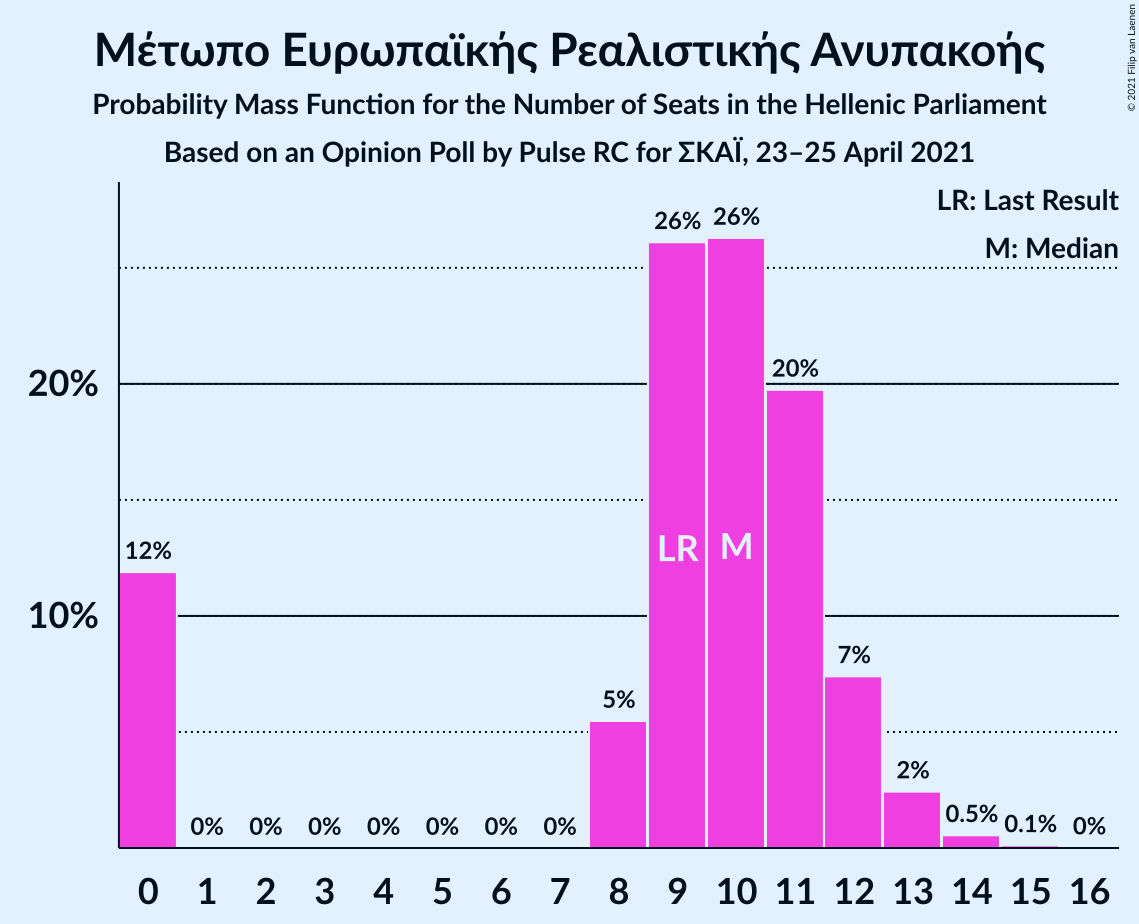 Μέτωπο Ευρωπαϊκής Ρεαλιστικής Ανυπακοής
Probability Mass Function for the Number of Seats in the Hellenic Parliament
Based on an Opinion Poll by Pulse RC for ΣΚΑΪ, 23–25 April 2021
© 2021 Filip van Laenen
LR: Last Result
M: Median
26% 26%
20% 20%
12%
LR M
10%
7%
5%
2%
0% 0% 0% 0% 0% 0% 0% 0.5% 0.1% 0%
0 1 2 3 4 5 6 7 8 9 10 11 12 13 14 15 16